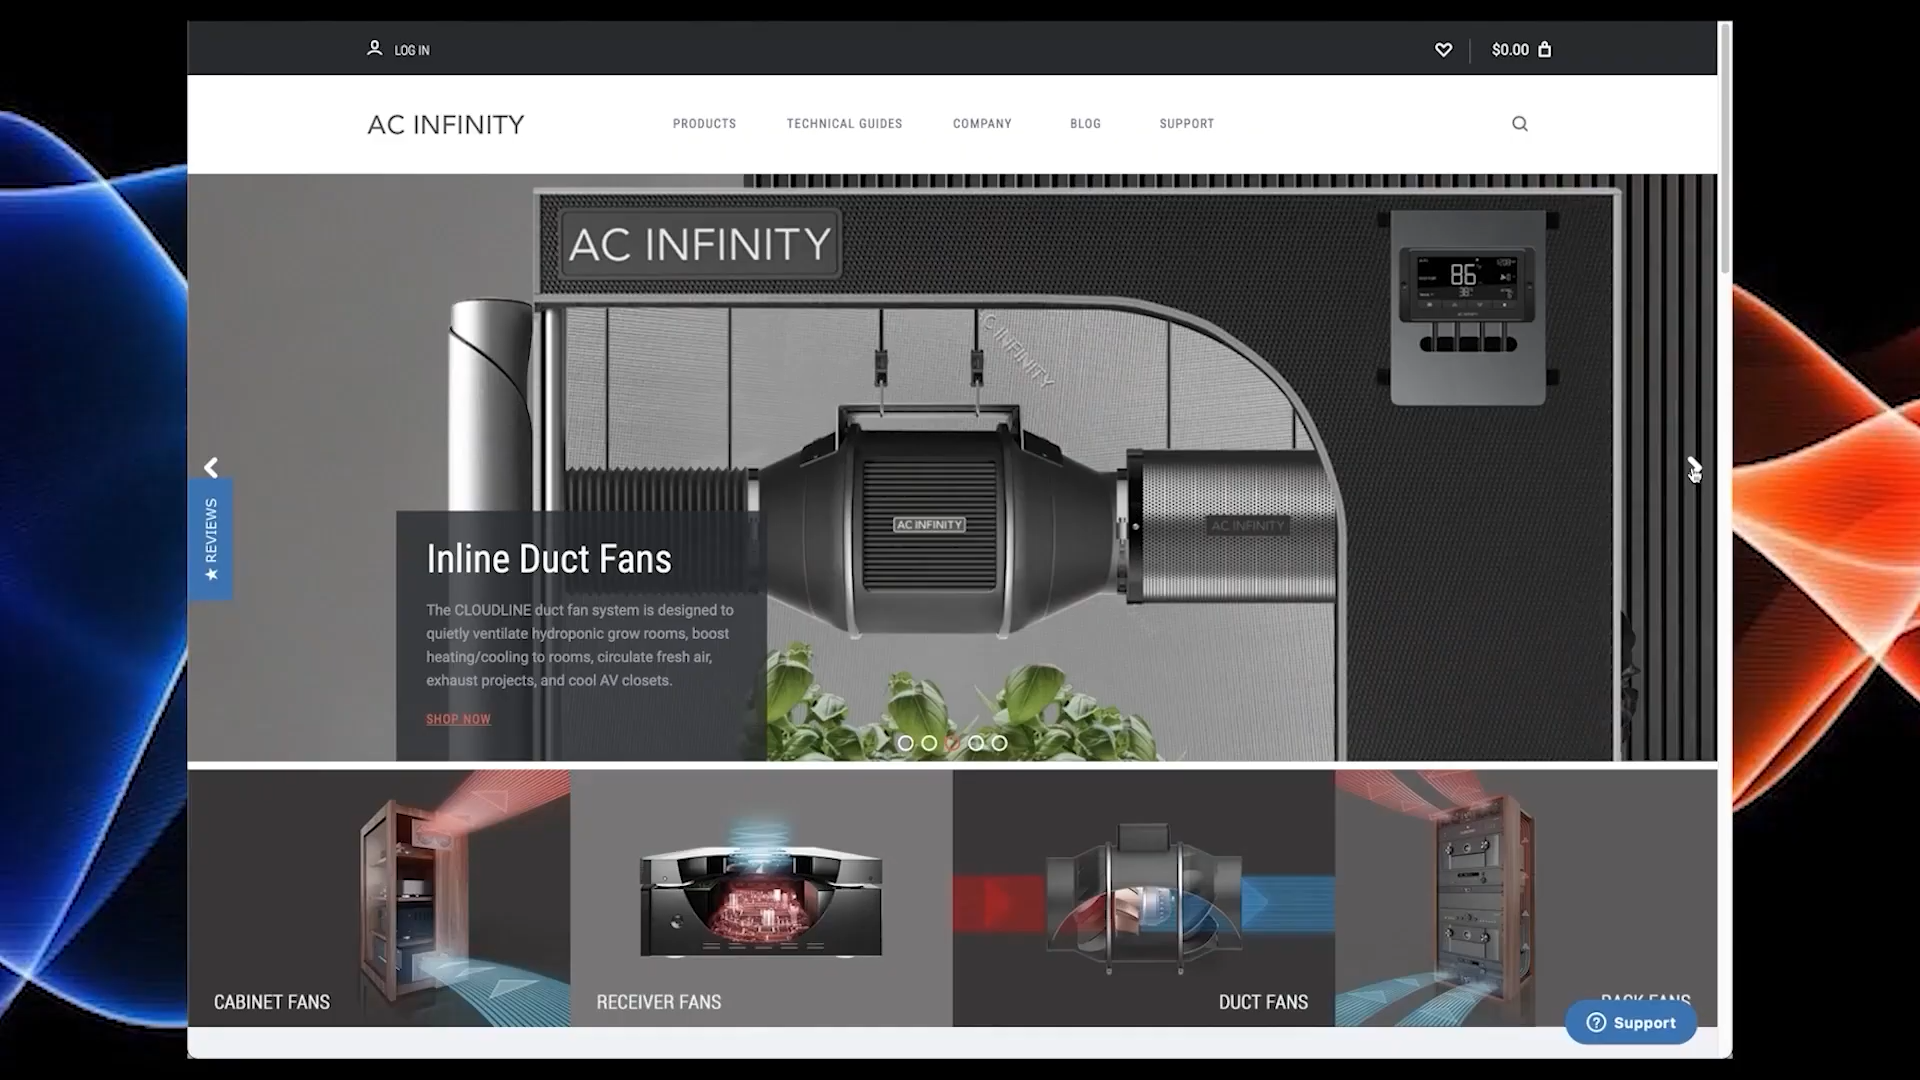 LOG IN
$0.00
AC INFINITY
PRODUCTS
TECHNICAL GUIDES
COMPANY
BLOG
SUPPORT
AC INFINITY
86
AC INFINITY
AC INFINITY
AC INFINITY
★ REVIEWS
Inline Duct Fans
The CLOUDLINE duct fan system is designed to
quietly ventilate hydroponic grow rooms, boost
heating/cooling to rooms, circulate fresh air,
exhaust projects, and cool AV closets.
SHOP NOW
CABINET FANS
RECEIVER FANS
DUCT FANS
RACK FANS
Support